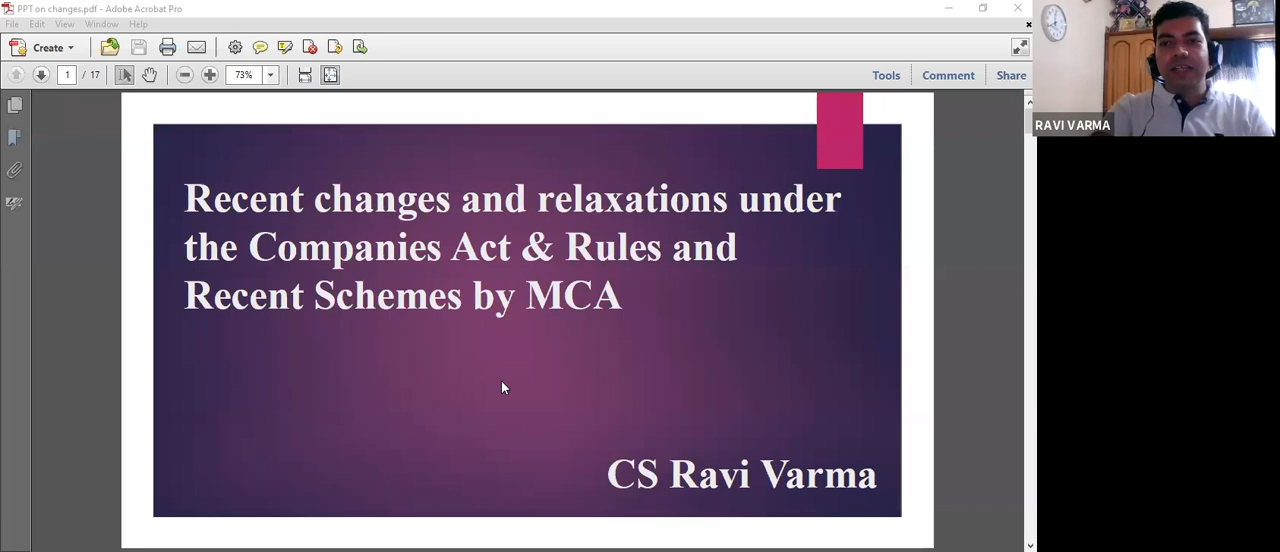 PPT on changes.pdf - Adobe Acrobat Pro
File Edit View Window Help
Create
1 / 17
73%
Tools Comment Share
RAVI VARMA
Recent changes and relaxations under
the Companies Act & Rules and
Recent Schemes by MCA
CS Ravi Varma